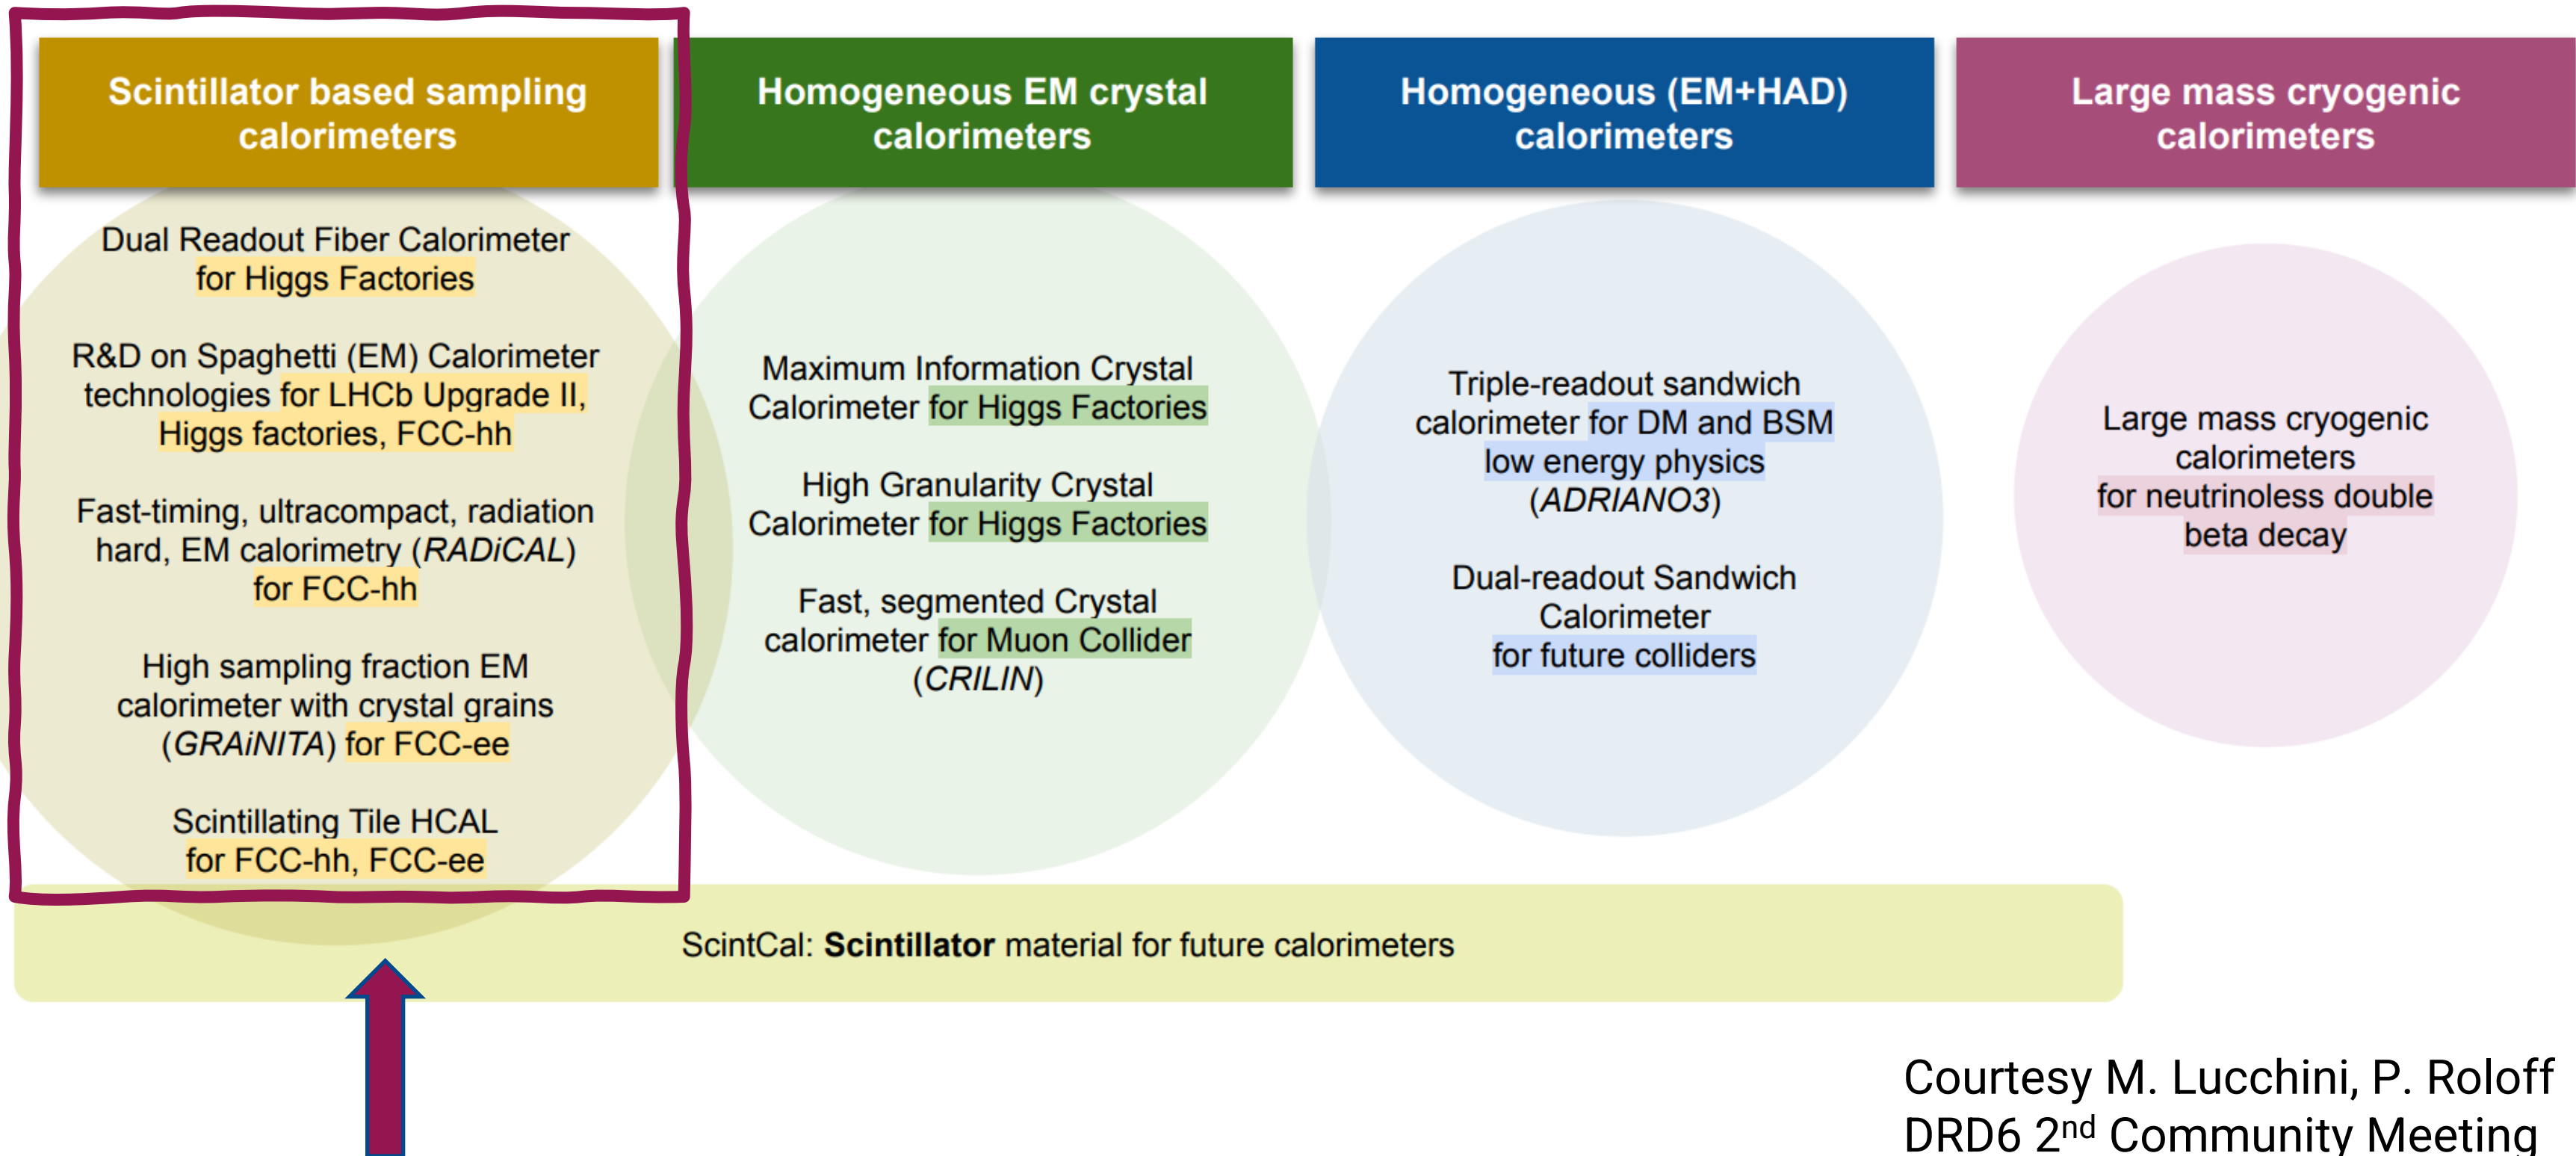 Scintillator based sampling
calorimeters
Dual Readout Fiber Calorimeter
for Higgs Factories
R&D on Spaghetti (EM) Calorimeter
technologies for LHCb Upgrade II,
Higgs factories, FCC-hh
Fast-timing, ultracompact, radiation
hard, EM calorimetry (RADiCAL)
for FCC-hh
High sampling fraction EM
calorimeter with crystal grains
(GRAiNITA) for FCC-ee
Scintillating Tile HCAL
for FCC-hh, FCC-ee
Homogeneous EM crystal
calorimeters
Maximum Information Crystal
Calorimeter for Higgs Factories
High Granularity Crystal
Calorimeter for Higgs Factories
Fast, segmented Crystal
calorimeter for Muon Collider
(CRILIN)
Homogeneous (EM+HAD)
calorimeters
Triple-readout sandwich
calorimeter for DM and BSM
low energy physics
(ADRIANO3)
Dual-readout Sandwich
Calorimeter
for future colliders
Large mass cryogenic
calorimeters
Large mass cryogenic
calorimeters
for neutrinoless double
beta decay
ScintCal: Scintillator material for future calorimeters
Courtesy M. Lucchini, P. Roloff
DRD6 2nd Community Meeting